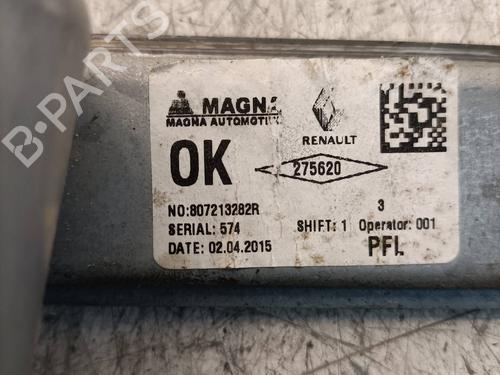 MAGNA
MAGNA AUTOMOTIV
RENAULT
OK
275620
NO:807213282R
3
SERIAL: 574
SHIFT: 1 Operator: 001
DATE: 02.04.2015
PFL
B-PARTS